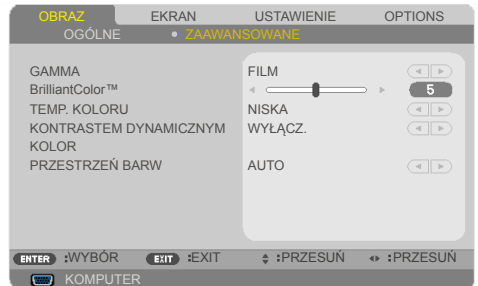 OBRAZ EKRAN USTAWIENIE OPTIONS
OGÓLNE • ZAAWANSOWANE
GAMMA FILM
BrilliantColor™ 5
TEMP. KOLORU NISKA
KONTRASTEM DYNAMICZNYM WYŁĄCZ.
KOLOR
PRZESTRZEŃ BARW AUTO
ENTER :WYBÓR EXIT :EXIT :PRZESUŃ :PRZESUŃ
KOMPUTER